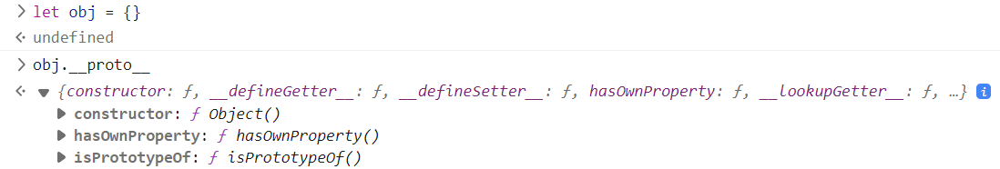 > let obj = {}
<· undefined
> obj.__proto__
<· ▼ {constructor: ƒ, __defineGetter__: ƒ, __defineSetter__: ƒ, hasOwnProperty: ƒ, __lookupGetter__: ƒ, …} i
▶ constructor: ƒ Object()
▶ hasOwnProperty: ƒ hasOwnProperty()
▶ isPrototypeOf: ƒ isPrototypeOf()